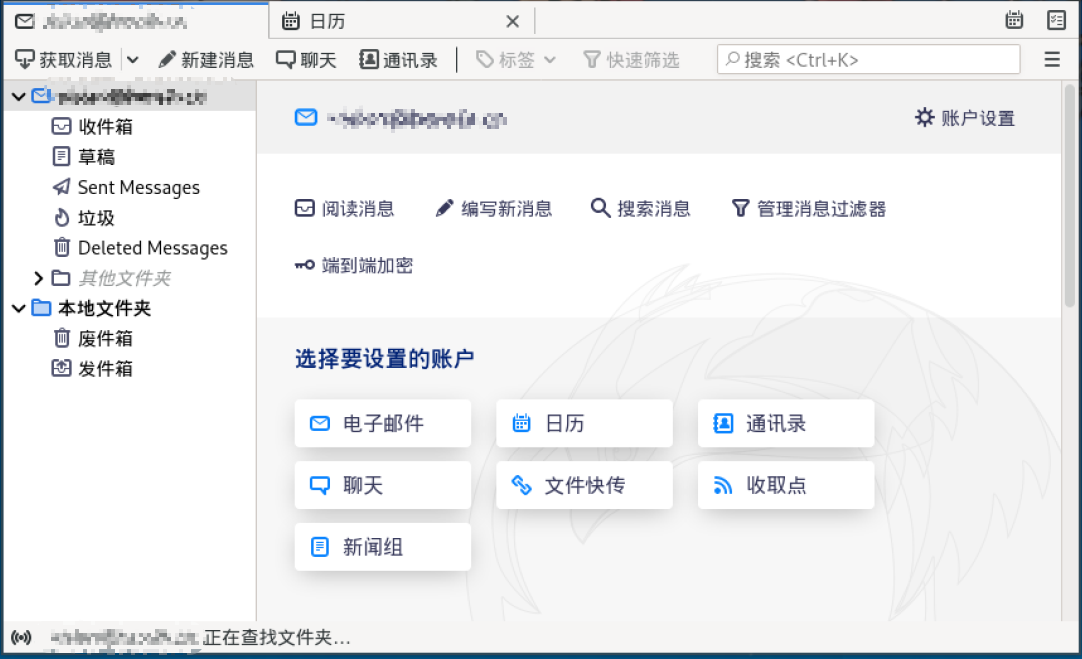 日历
获取消息 新建消息 聊天 通讯录 标签 快速筛选 搜索 <Ctrl+K>
账户设置
收件箱
草稿
Sent Messages
垃圾
Deleted Messages
其他文件夹
本地文件夹
废件箱
发件箱
阅读消息 编写新消息 搜索消息 管理消息过滤器
端到端加密
选择要设置的账户
电子邮件 日历 通讯录
聊天 文件快传 收取点
新闻组
正在查找文件夹…